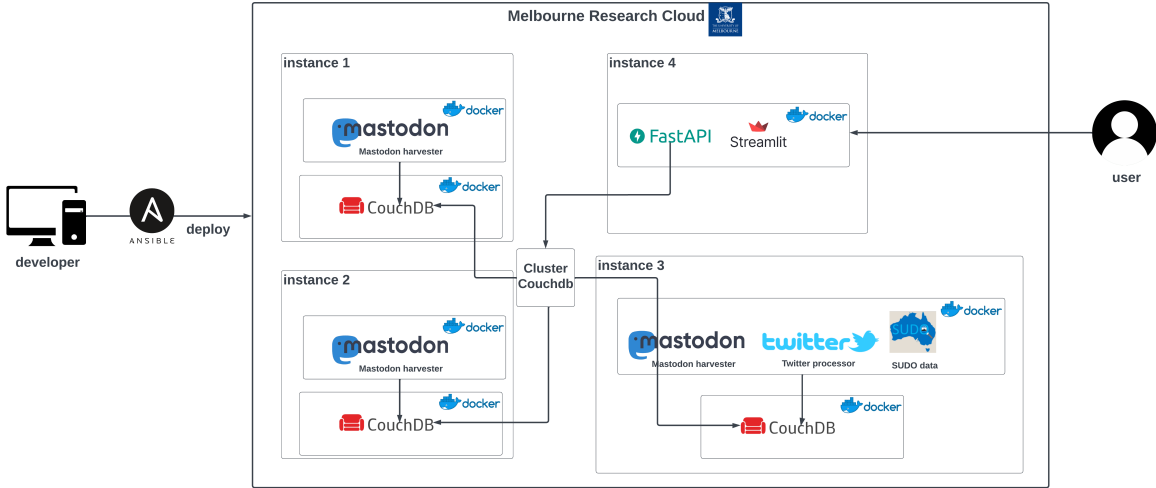 Melbourne Research Cloud
MELBOURNE
instance 1
docker
mastodon
Mastodon harvester
docker
CouchDB
instance 4
docker
FastAPI
Streamlit
user
ANSIBLE
deploy
developer
Cluster
Couchdb
instance 2
docker
mastodon
Mastodon harvester
docker
CouchDB
instance 3
docker
mastodon
Mastodon harvester
twitter
Twitter processor
SUDO
SUDO data
docker
CouchDB